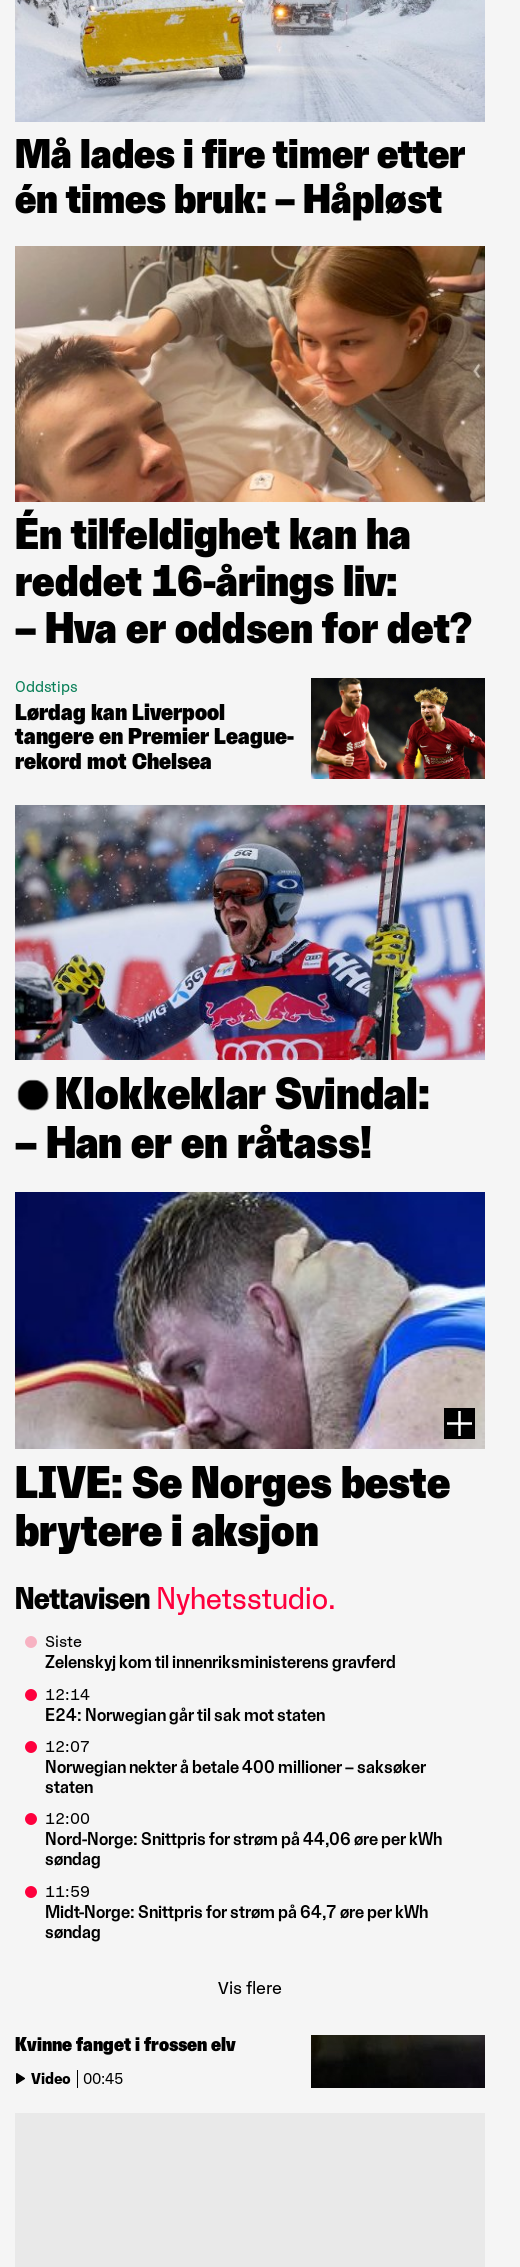 Må lades i fire timer etter
én times bruk: – Håpløst
Én tilfeldighet kan ha
reddet 16-årings liv:
– Hva er oddsen for det?
Oddstips
Lørdag kan Liverpool
tangere en Premier League-
rekord mot Chelsea
5G
5G
KPMG
Red Bull
● Klokkeklar Svindal:
– Han er en råtass!
LIVE: Se Norges beste
brytere i aksjon
Nettavisen Nyhetsstudio.
Siste
Zelenskyj kom til innenriksministerens gravferd
12:14
E24: Norwegian går til sak mot staten
12:07
Norwegian nekter å betale 400 millioner – saksøker
staten
12:00
Nord-Norge: Snittpris for strøm på 44,06 øre per kWh
søndag
11:59
Midt-Norge: Snittpris for strøm på 64,7 øre per kWh
søndag
Vis flere
Kvinne fanget i frossen elv
Video | 00:45